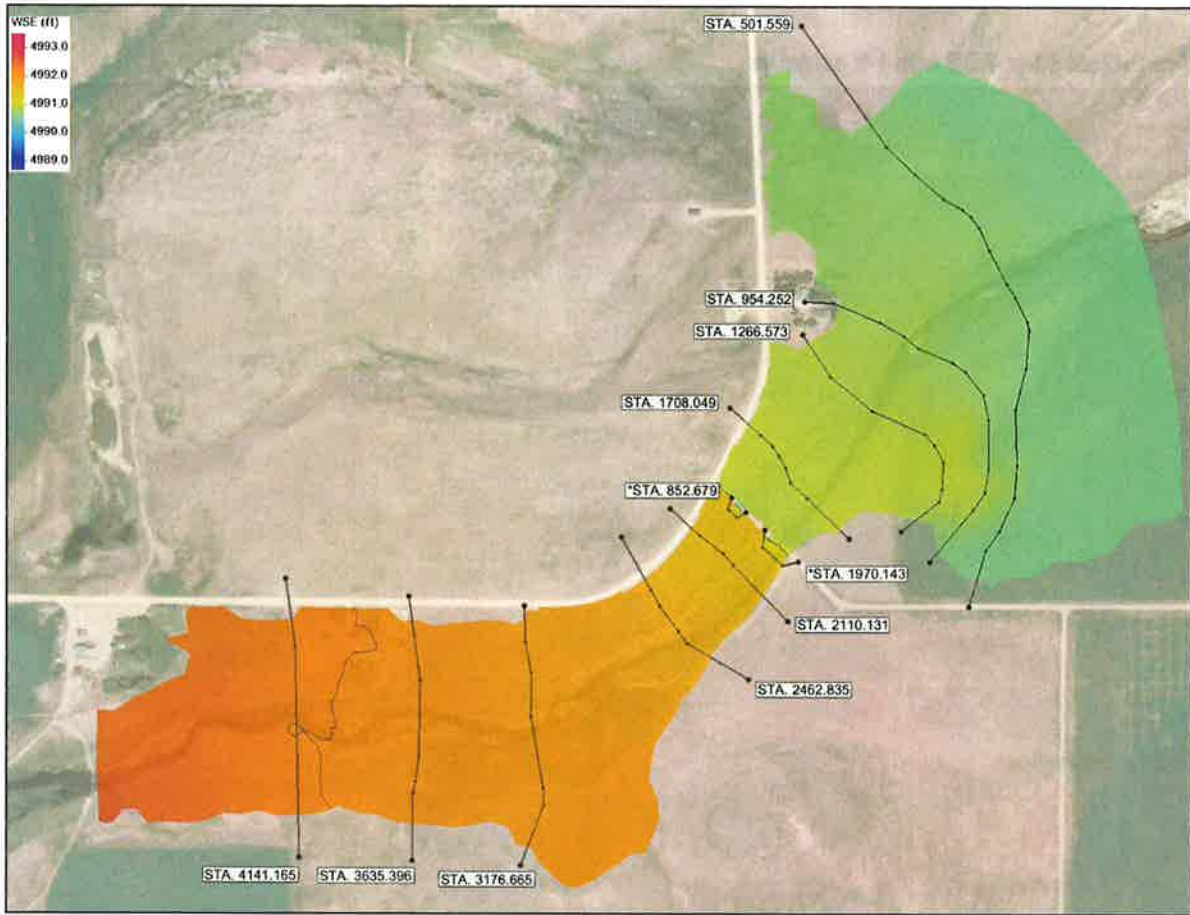 WSE (ft)
4993.0
4992.0
4991.0
4990.0
4989.0
STA. 501.559
STA. 954.252
STA. 1266.573
STA. 1708.049
*STA. 852.679
*STA. 1970.143
STA. 2110.131
STA. 2462.835
STA. 4141.165
STA. 3635.396
STA. 3176.665